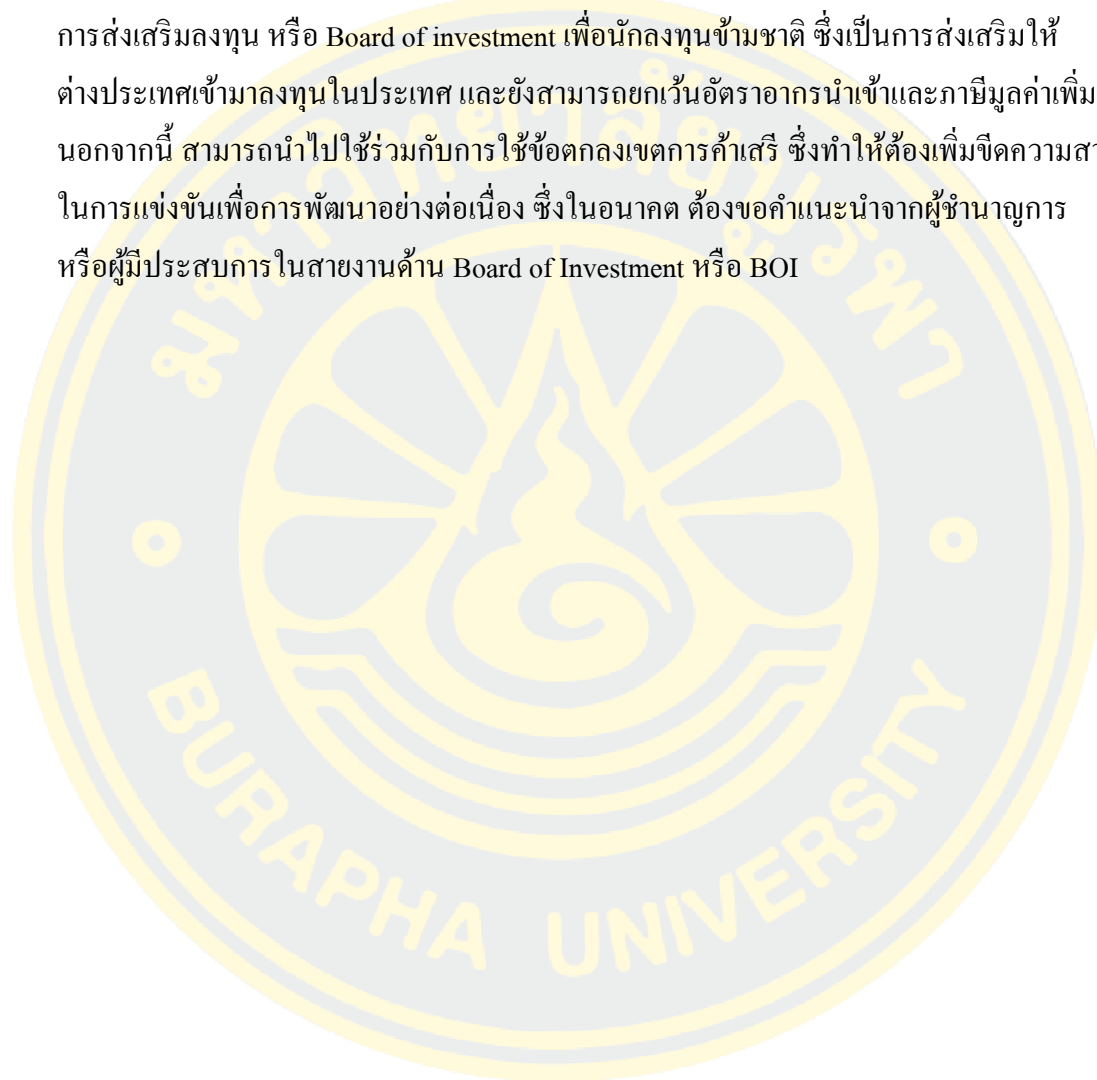 การส่งเสริมลงทุน หรือ Board of investment เพื่อนักลงทุนข้ามชาติ ซึ่งเป็นการส่งเสริมให้
ต่างประเทศเข้ามาลงทุนในประเทศ และยังสามารถยกเว้นอัตราอากรนำเข้าและภาษีมูลค่าเพิ่ม
นอกจากนี้ สามารถนำไปใช้ร่วมกับการใช้ข้อตกลงเขตการค้าเสรี ซึ่งทำให้ต้องเพิ่มขีดความสา
ในการแข่งขันเพื่อการพัฒนาอย่างต่อเนื่อง ซึ่งในอนาคต ต้องขอคำแนะนำจากผู้ชำนาญการ
หรือผู้มีประสบการในสายงานด้าน Board of Investment หรือ BOI
มหาวิทยาลัยบูรพา
BURAPHA UNIVERSITY